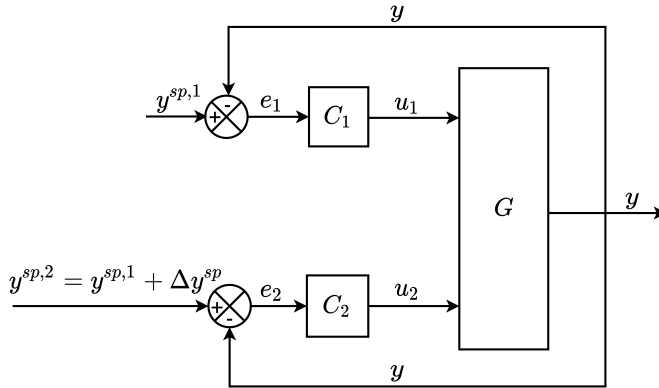 y
y^{sp,1}
-
+
e_1
C_1
u_1
G
y
y^{sp,2} = y^{sp,1} + Δy^{sp}
+
-
e_2
C_2
u_2
y